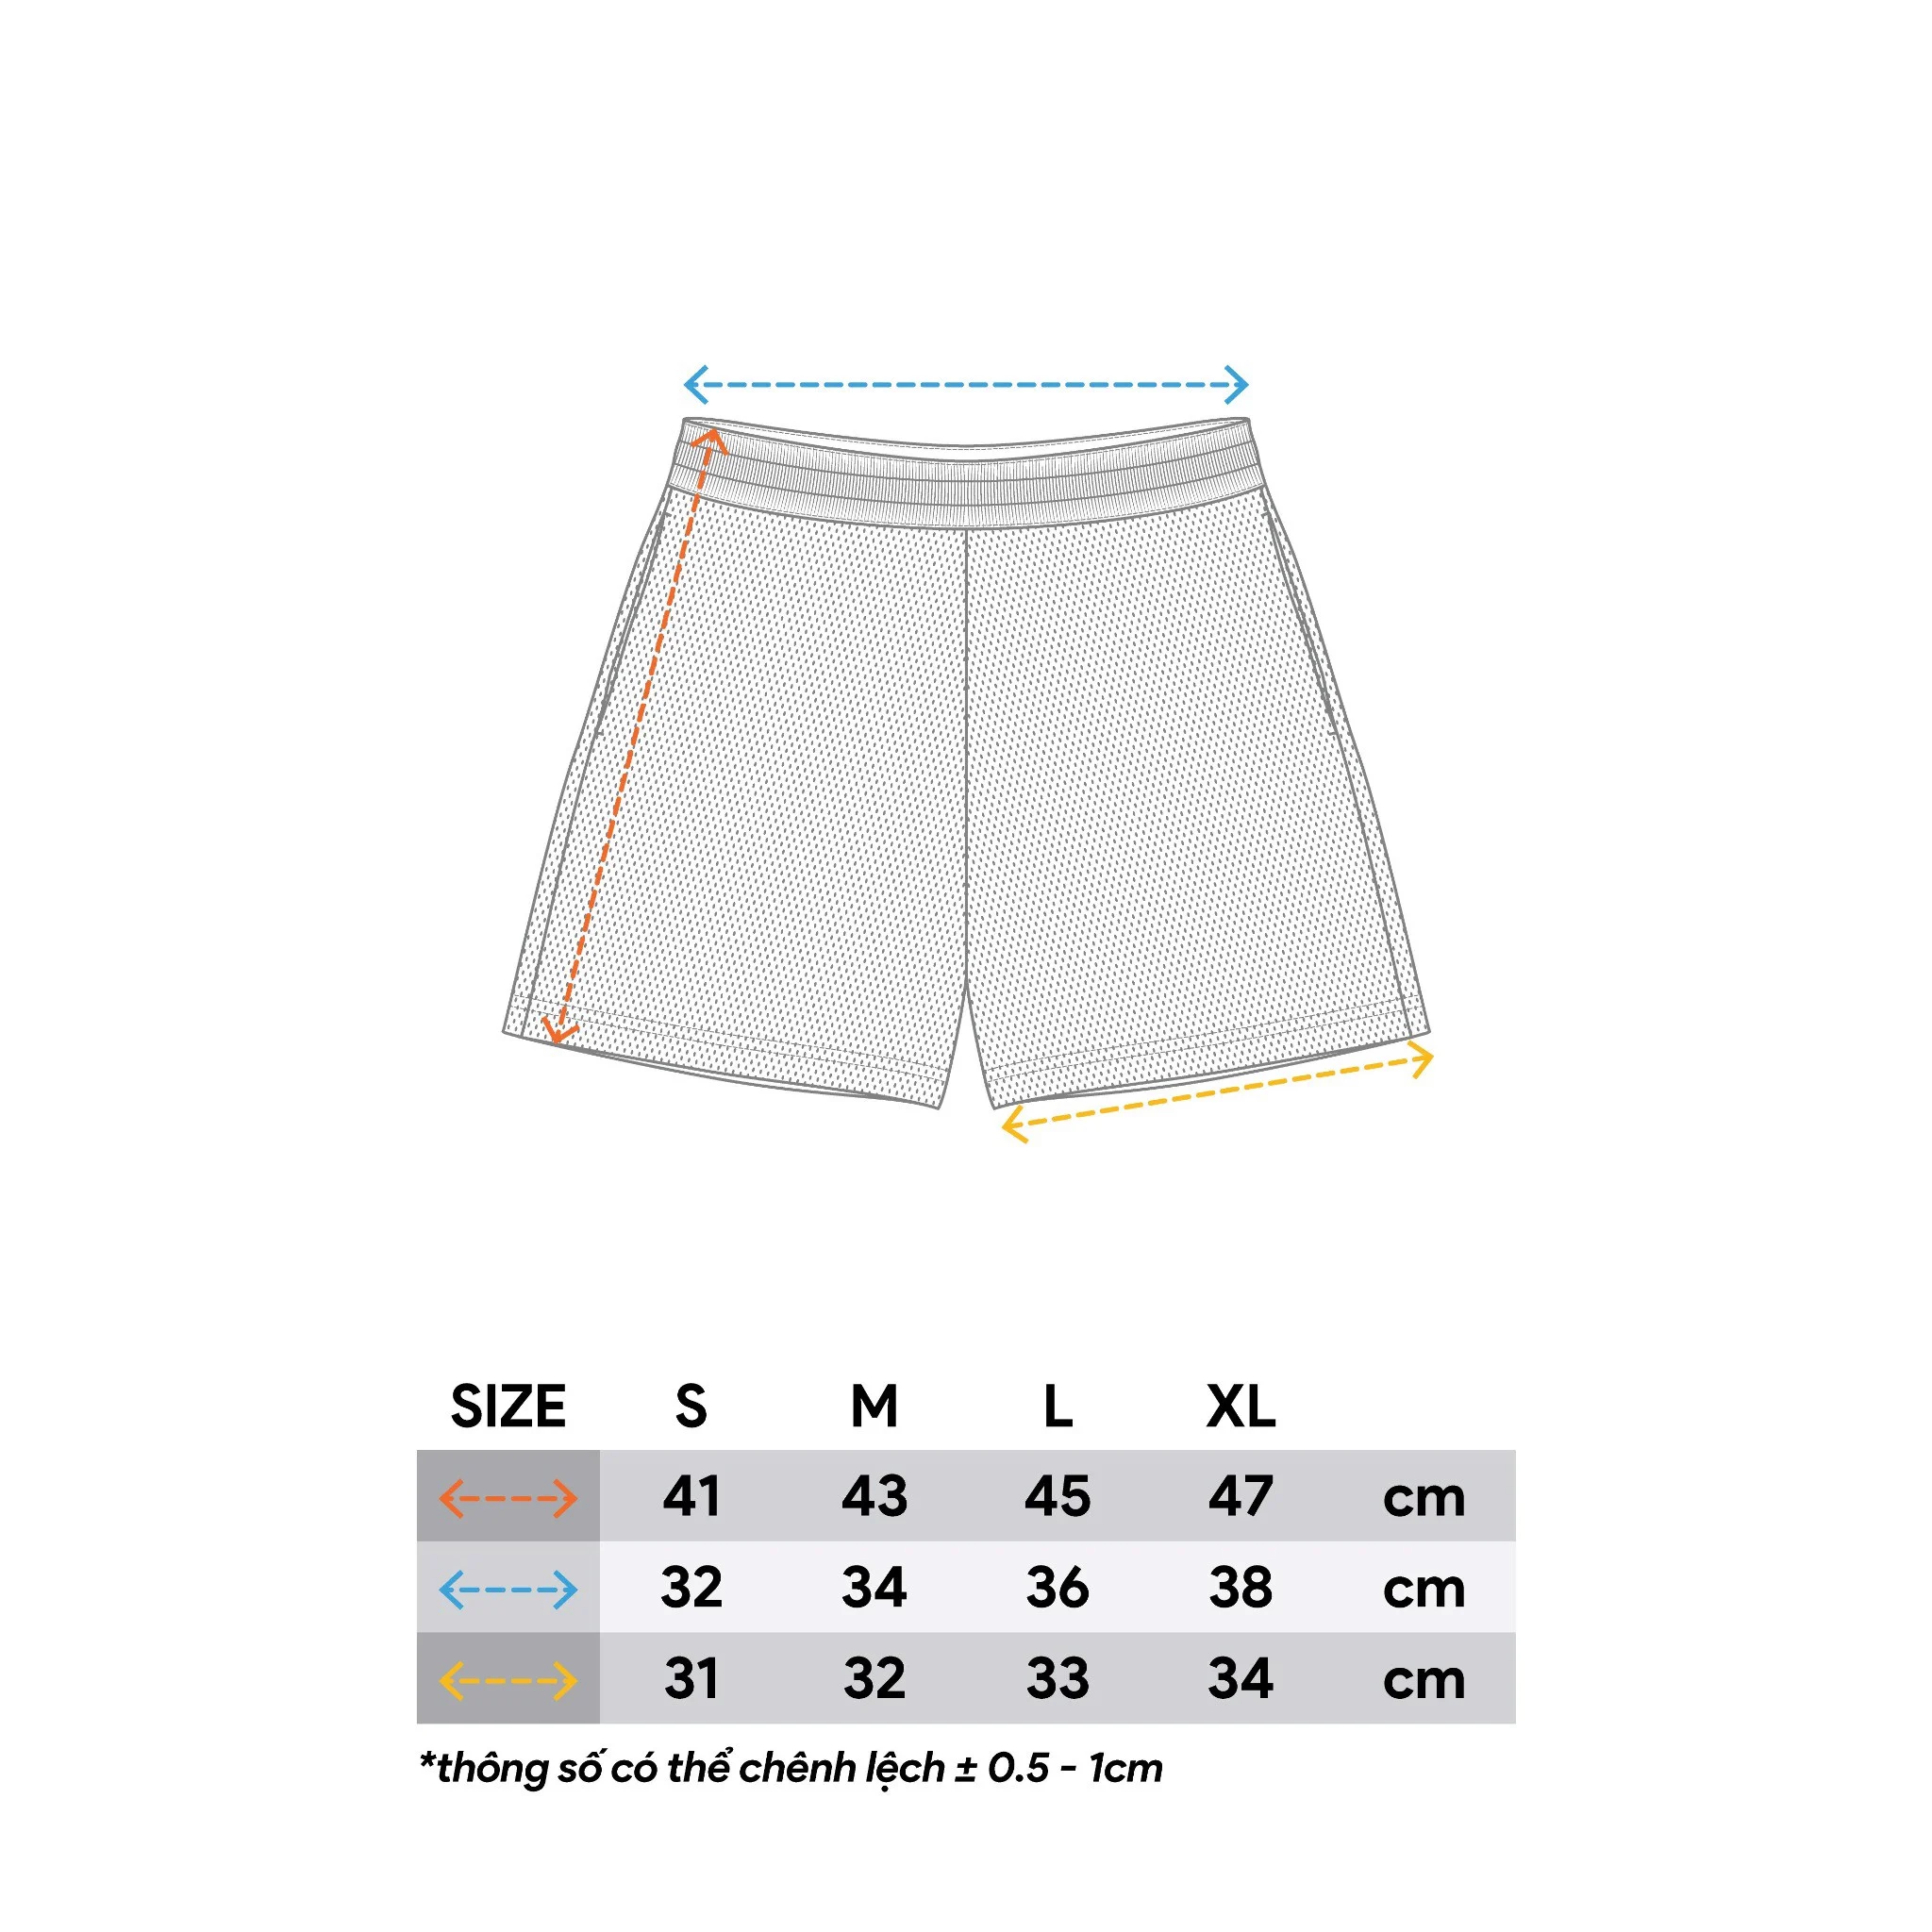 SIZE S M L XL
41 43 45 47 cm
32 34 36 38 cm
31 32 33 34 cm
*thông số có thể chênh lệch ± 0.5 - 1cm